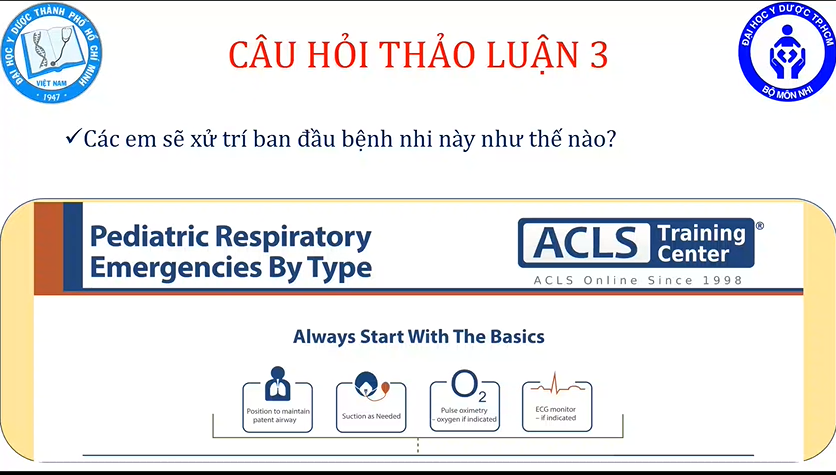 ĐẠI HỌC Y DƯỢC THÀNH PHỐ HỒ CHÍ MINH
VIỆT NAM
1947
CÂU HỎI THẢO LUẬN 3
ĐẠI HỌC Y DƯỢC TP.HCM
BỘ MÔN NHI
✓Các em sẽ xử trí ban đầu bệnh nhi này như thế nào?
Pediatric Respiratory
Emergencies By Type
ACLS Training Center®
ACLS Online Since 1998
Always Start With The Basics
Position to maintain
patent airway
Suction as Needed
O2
Pulse oximetry
– oxygen if indicated
ECG monitor
– if indicated